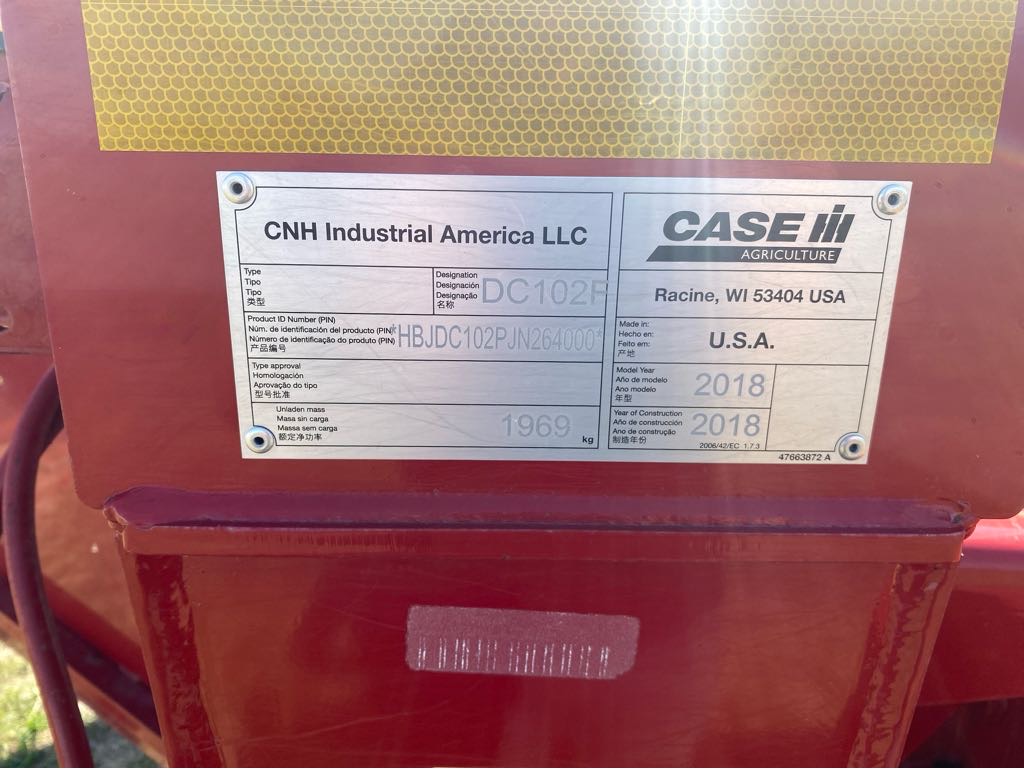 CNH Industrial America LLC
Type
Tipo
Tipo
类型
Designation
Designación
Designação
名称
DC102P
Product ID Number (PIN)
Núm. de identificación del producto (PIN)
Número de identificação do produto (PIN)
产品编号
*HBJDC102PJN264000*
Type approval
Homologación
Aprovação do tipo
型号批准
Unladen mass
Masa sin carga
Massa sem carga
额定净功率
1969
kg
CASE IH
AGRICULTURE
Racine, WI 53404 USA
Made in:
Hecho en:
Feito em:
产地
U.S.A.
Model Year
Año de modelo
Ano modelo
年型
2018
Year of Construction
Año de construcción
Ano de construção
制造年份
2018
2006/42/EC 1.7.3
47663872 A